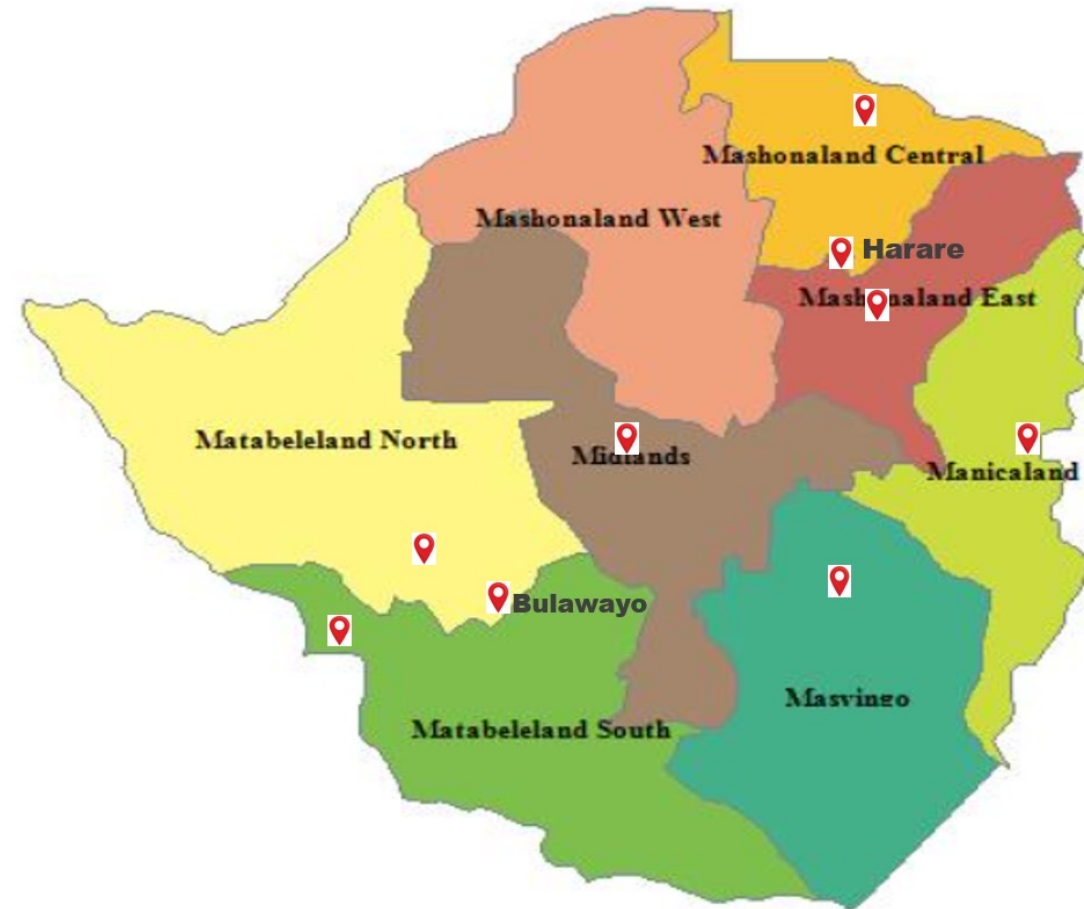 Mashonaland Central
Mashonaland West
Harare
Mashonaland East
Matabeleland North
Midlands
Manicaland
Bulawayo
Masvingo
Matabeleland South